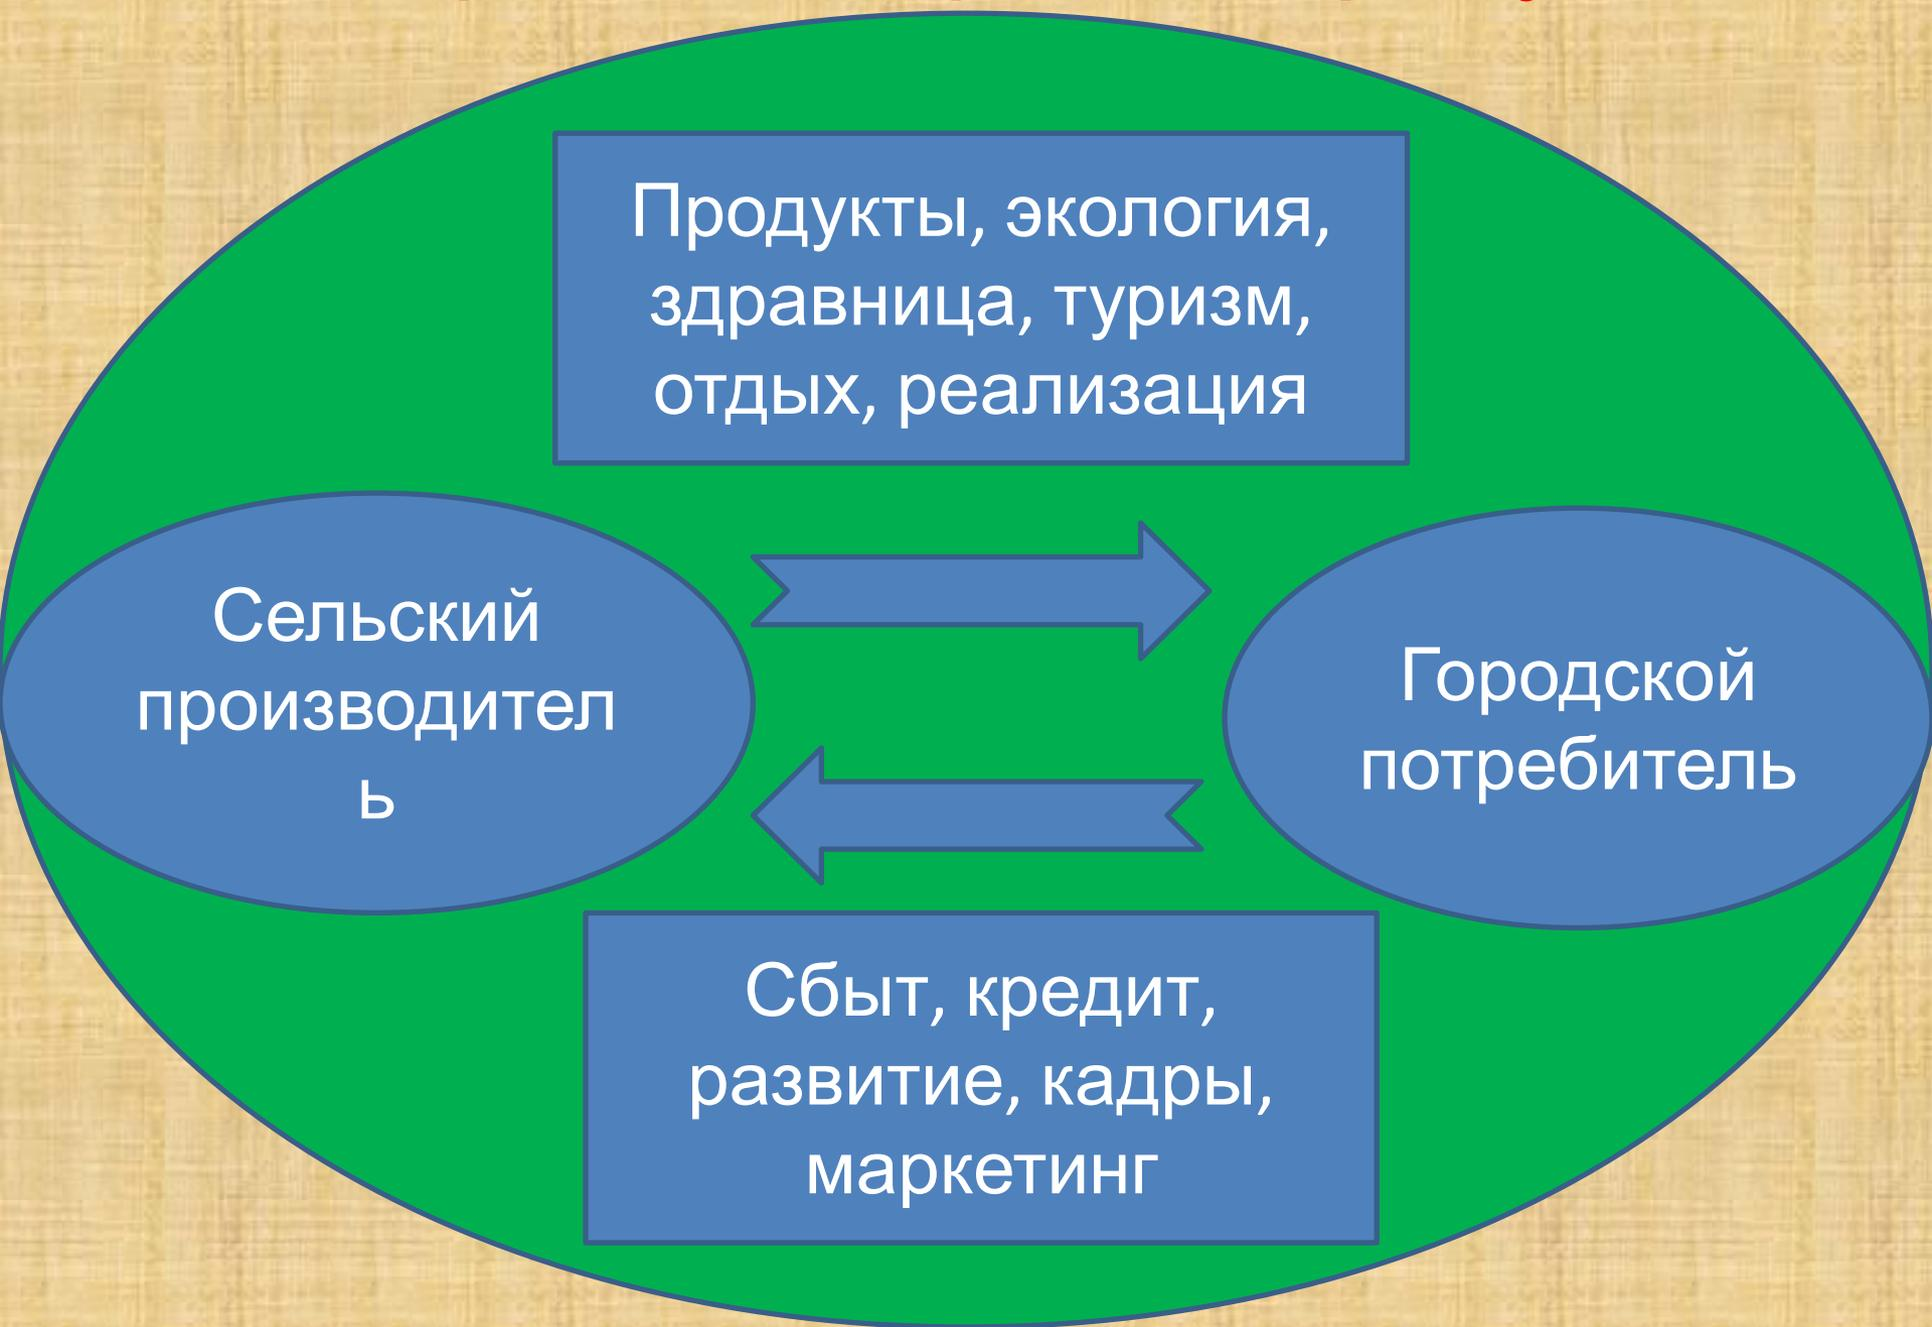 Продукты, экология,
здравница, туризм,
отдых, реализация
Сельский
производител
ь
Городской
потребитель
Сбыт, кредит,
развитие, кадры,
маркетинг